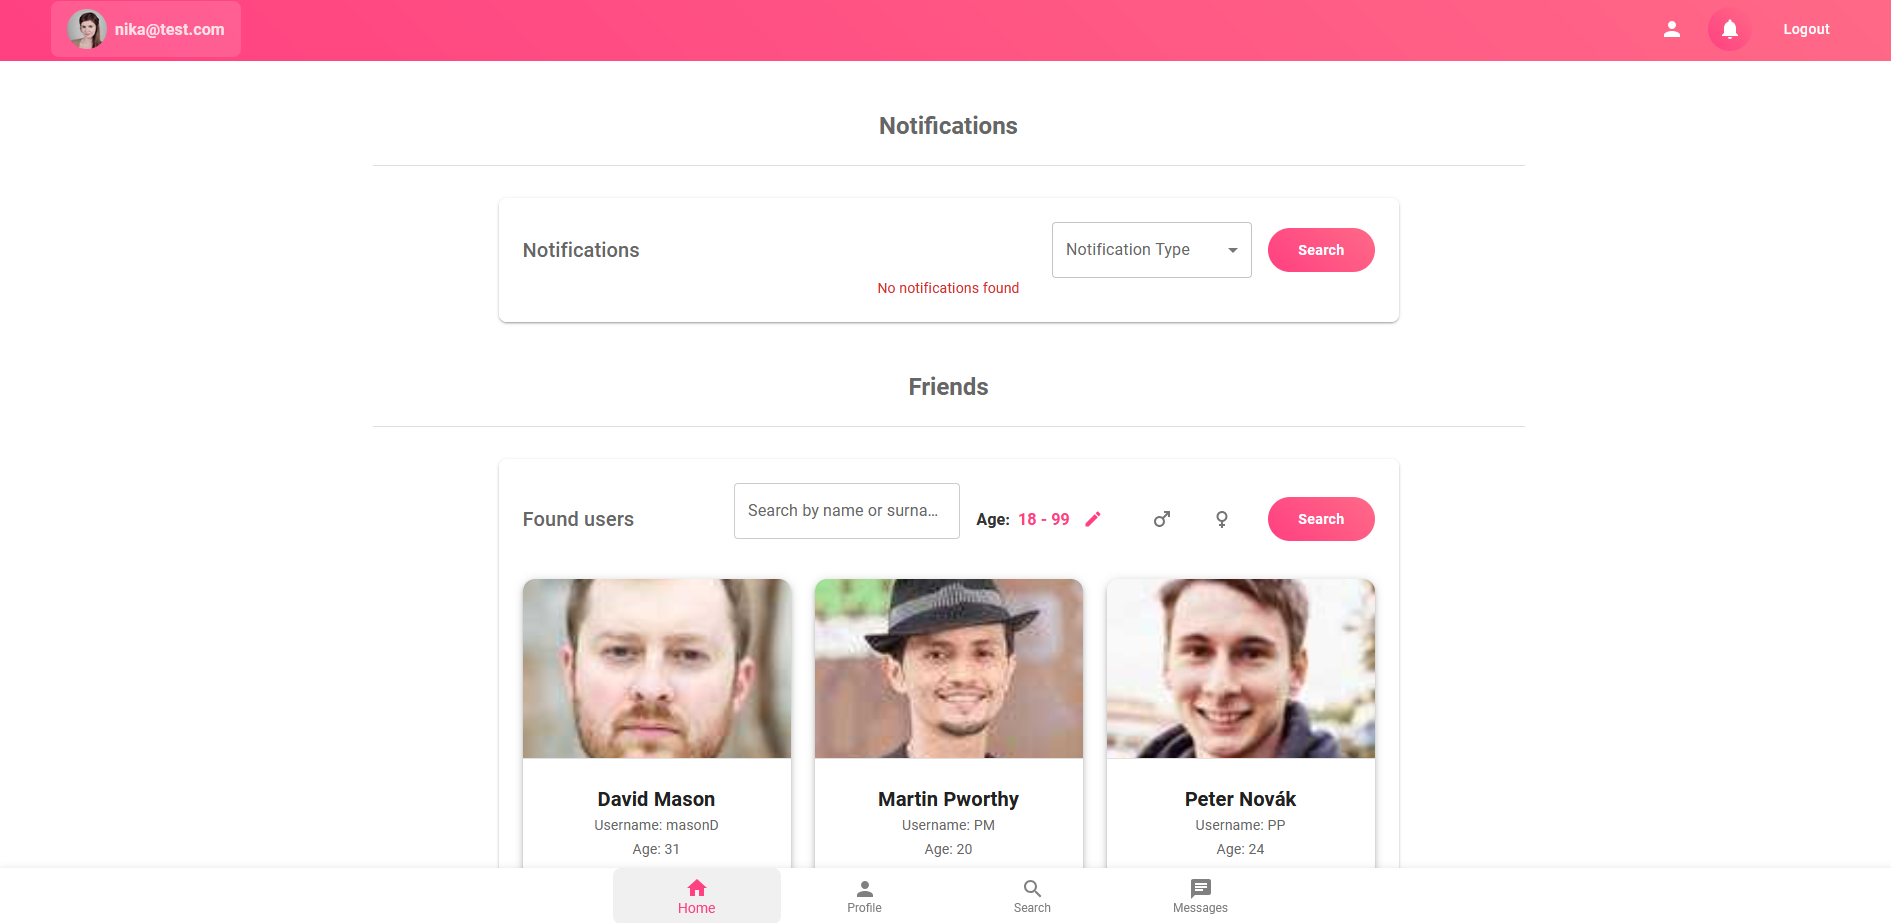 nika@test.com
Logout
Notifications
Notifications
Notification Type
Search
No notifications found
Friends
Found users
Search by name or surna…
Age: 18 - 99
Search
David Mason
Username: masonD
Age: 31
Martin Pworthy
Username: PM
Age: 20
Peter Novák
Username: PP
Age: 24
Home
Profile
Search
Messages